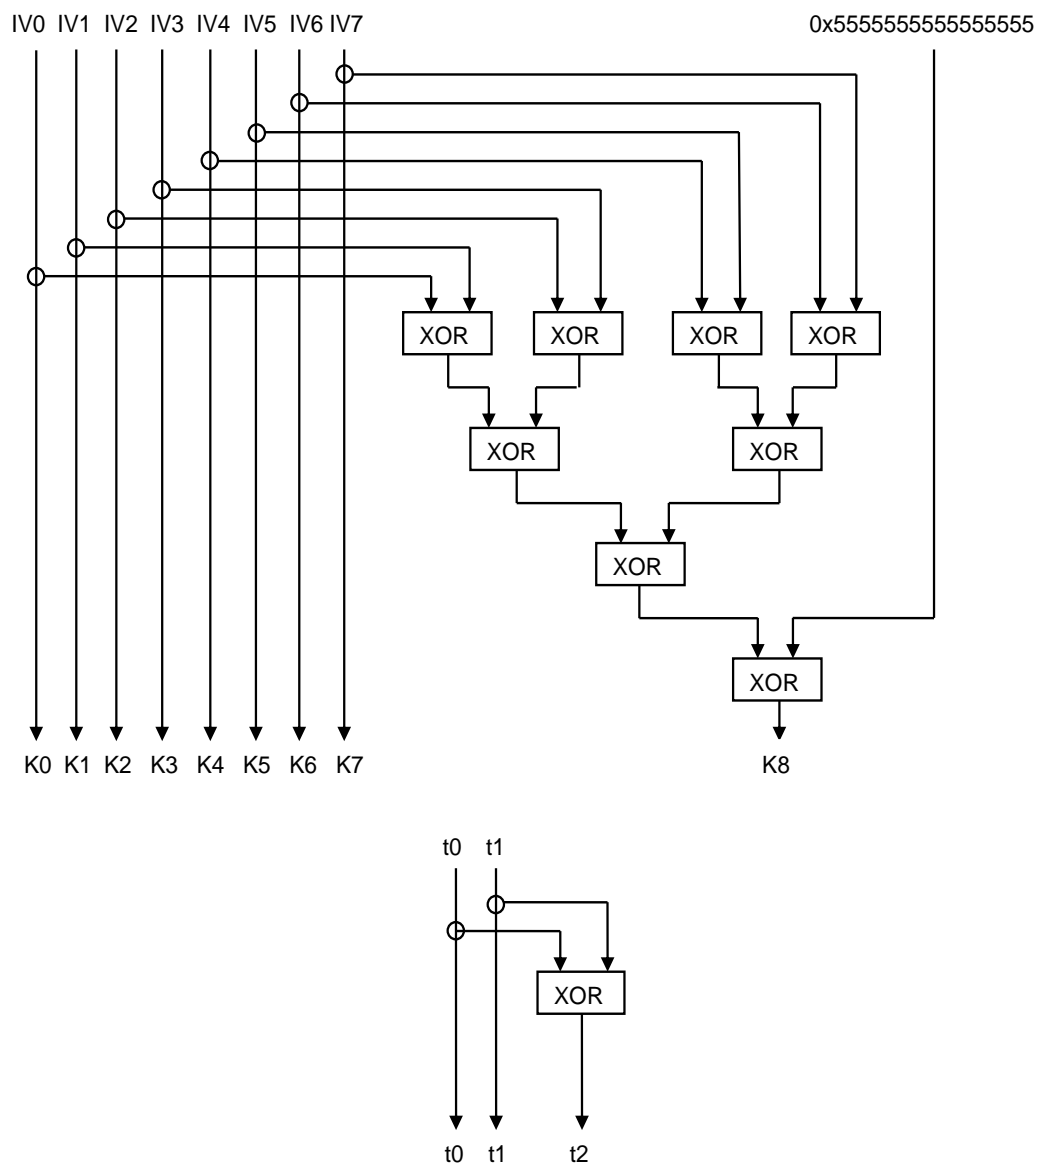 IV0 IV1 IV2 IV3 IV4 IV5 IV6 IV7 0x5555555555555555
XOR XOR XOR XOR
XOR XOR
XOR
XOR
K0 K1 K2 K3 K4 K5 K6 K7 K8
t0 t1
XOR
t0 t1 t2